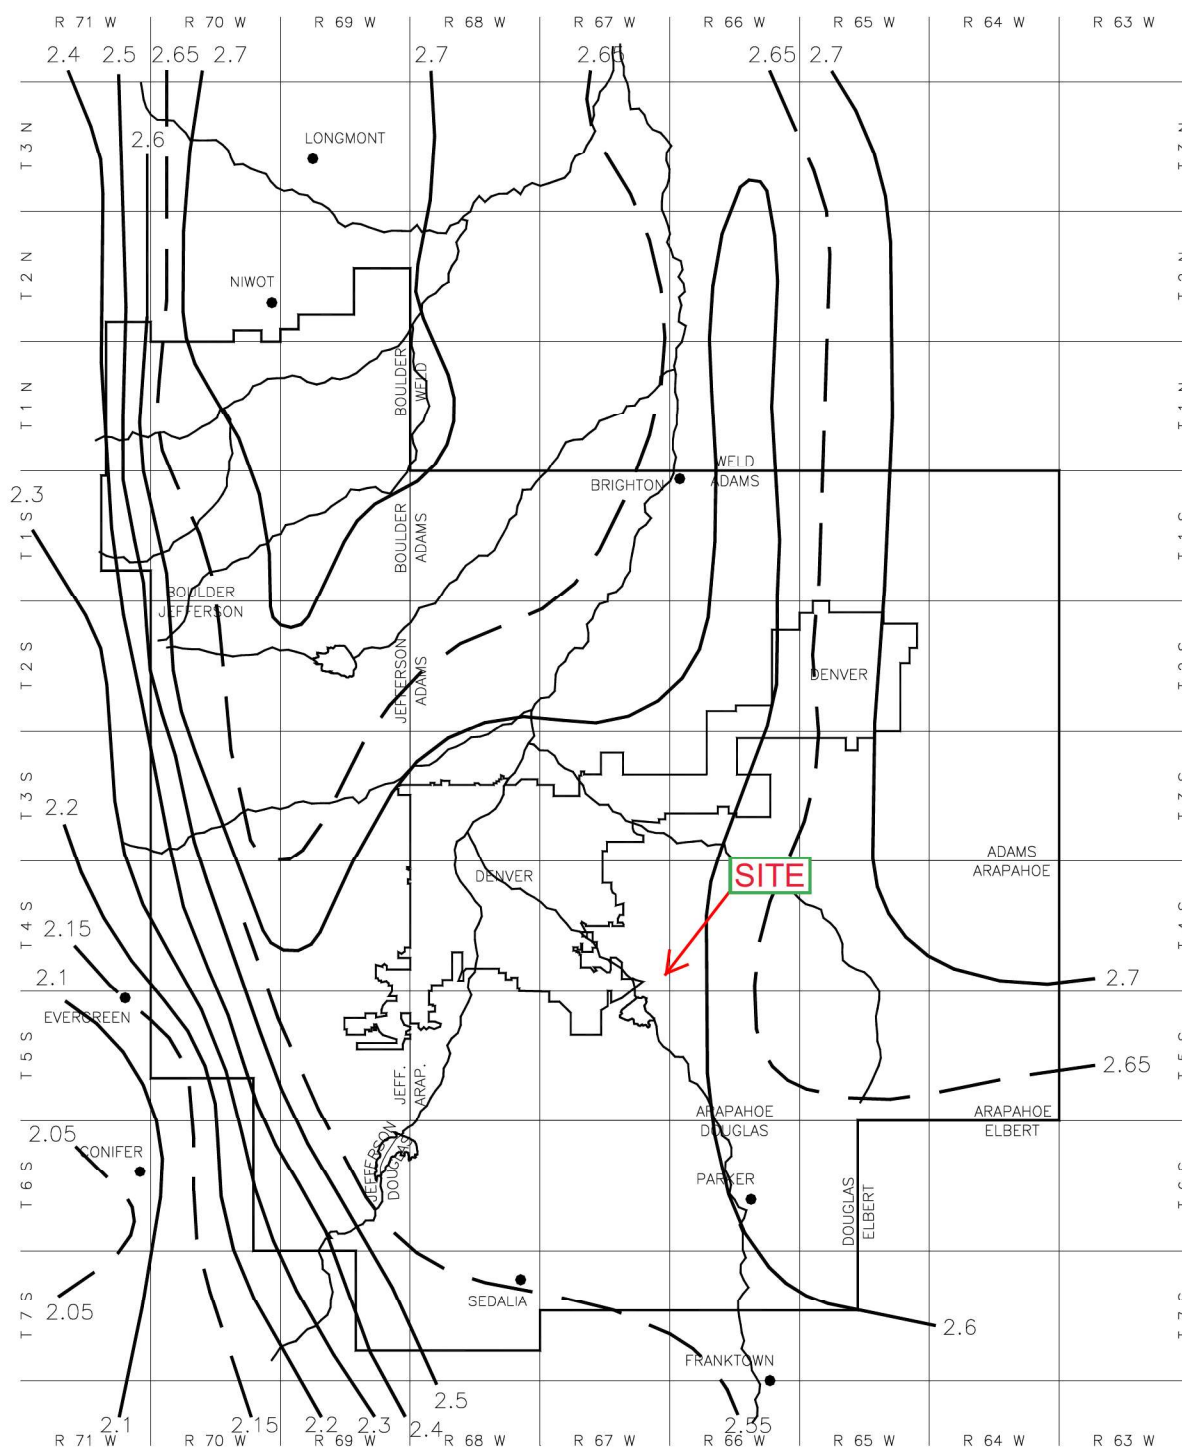 R 71 W R 70 W R 69 W R 68 W R 67 W R 66 W R 65 W R 64 W R 63 W
2.4 2.5 2.65 2.7 2.7 2.65 2.65 2.7
T 3 N
2.6
LONGMONT
T 2 N
NIWOT
T 1 N
BOULDER
WELD
WELD
ADAMS
BRIGHTON
2.3
T 1 S
BOULDER
ADAMS
BOULDER
JEFFERSON
T 2 S
JEFFERSON
ADAMS
DENVER
T 3 S
2.2
ADAMS
ARAPAHOE
DENVER
SITE
T 4 S
2.15
2.1
2.7
EVERGREEN
T 5 S
JEFF.
ARAP.
2.65
ARAPAHOE
DOUGLAS
ARAPAHOE
ELBERT
2.05
CONIFER
T 6 S
JEFFERSON
DOUGLAS
PARKER
DOUGLAS
ELBERT
T 7 S
2.05
SEDALIA
2.6
FRANKTOWN
2.5
2.1 2.15 2.2 2.3 2.4 2.55
R 71 W R 70 W R 69 W R 68 W R 67 W R 66 W R 65 W R 64 W R 63 W